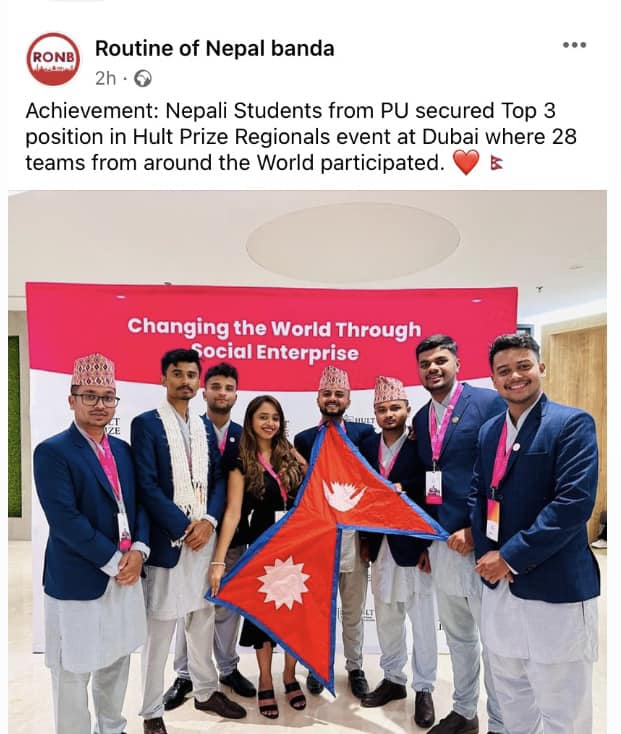 RONB
Routine of Nepal banda
2h
Achievement: Nepali Students from PU secured Top 3
position in Hult Prize Regionals event at Dubai where 28
teams from around the World participated. ❤️ 🇳🇵
Changing the World Through
Social Enterprise
HULT